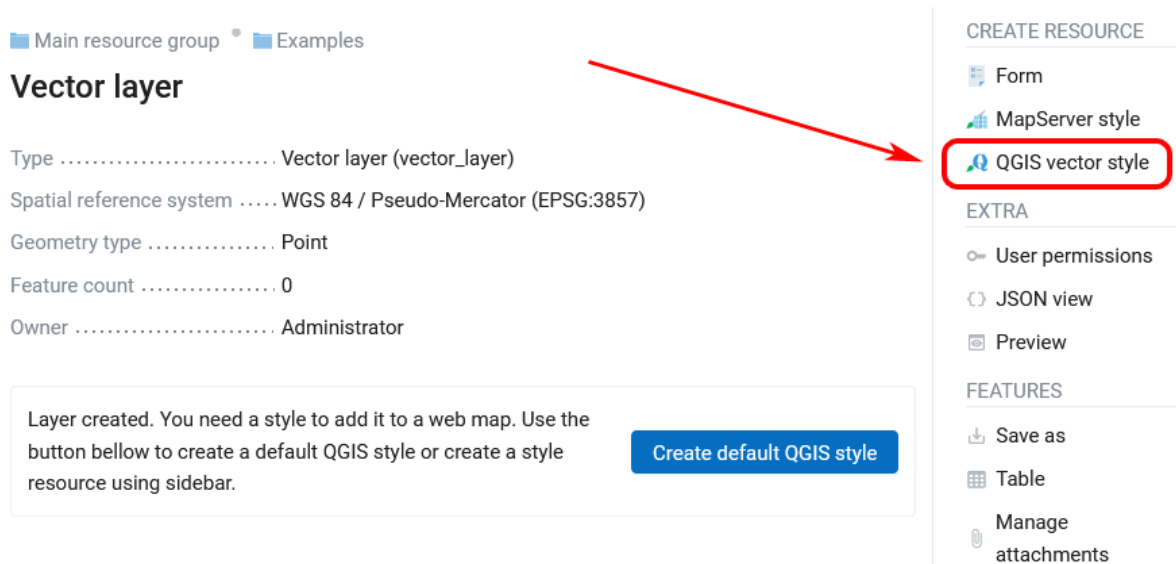 Main resource group Examples
Vector layer
Type ........................... Vector layer (vector_layer)
Spatial reference system ..... WGS 84 / Pseudo-Mercator (EPSG:3857)
Geometry type ................ Point
Feature count ................. 0
Owner ......................... Administrator
Layer created. You need a style to add it to a web map. Use the
button bellow to create a default QGIS style or create a style
resource using sidebar.
Create default QGIS style
CREATE RESOURCE
Form
MapServer style
QGIS vector style
EXTRA
User permissions
JSON view
Preview
FEATURES
Save as
Table
Manage
attachments